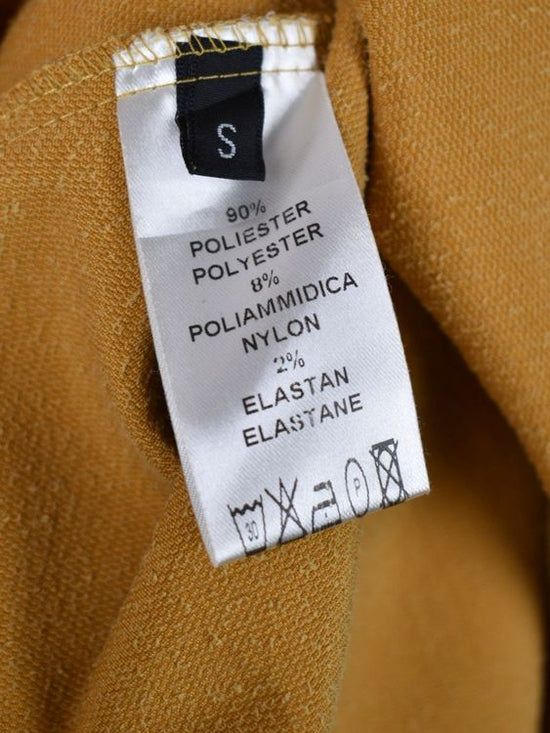 S
90%
POLIESTER
POLYESTER
8%
POLIAMMIDICA
NYLON
2%
ELASTAN
ELASTANE
30 P